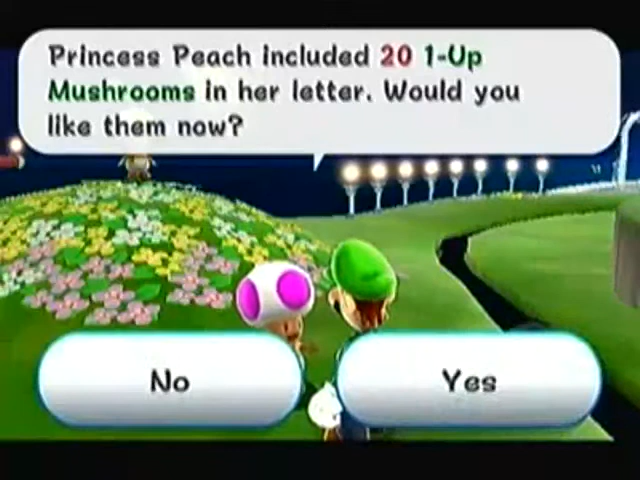 Princess Peach included 20 1-Up
Mushrooms in her letter. Would you
like them now?
No
Yes